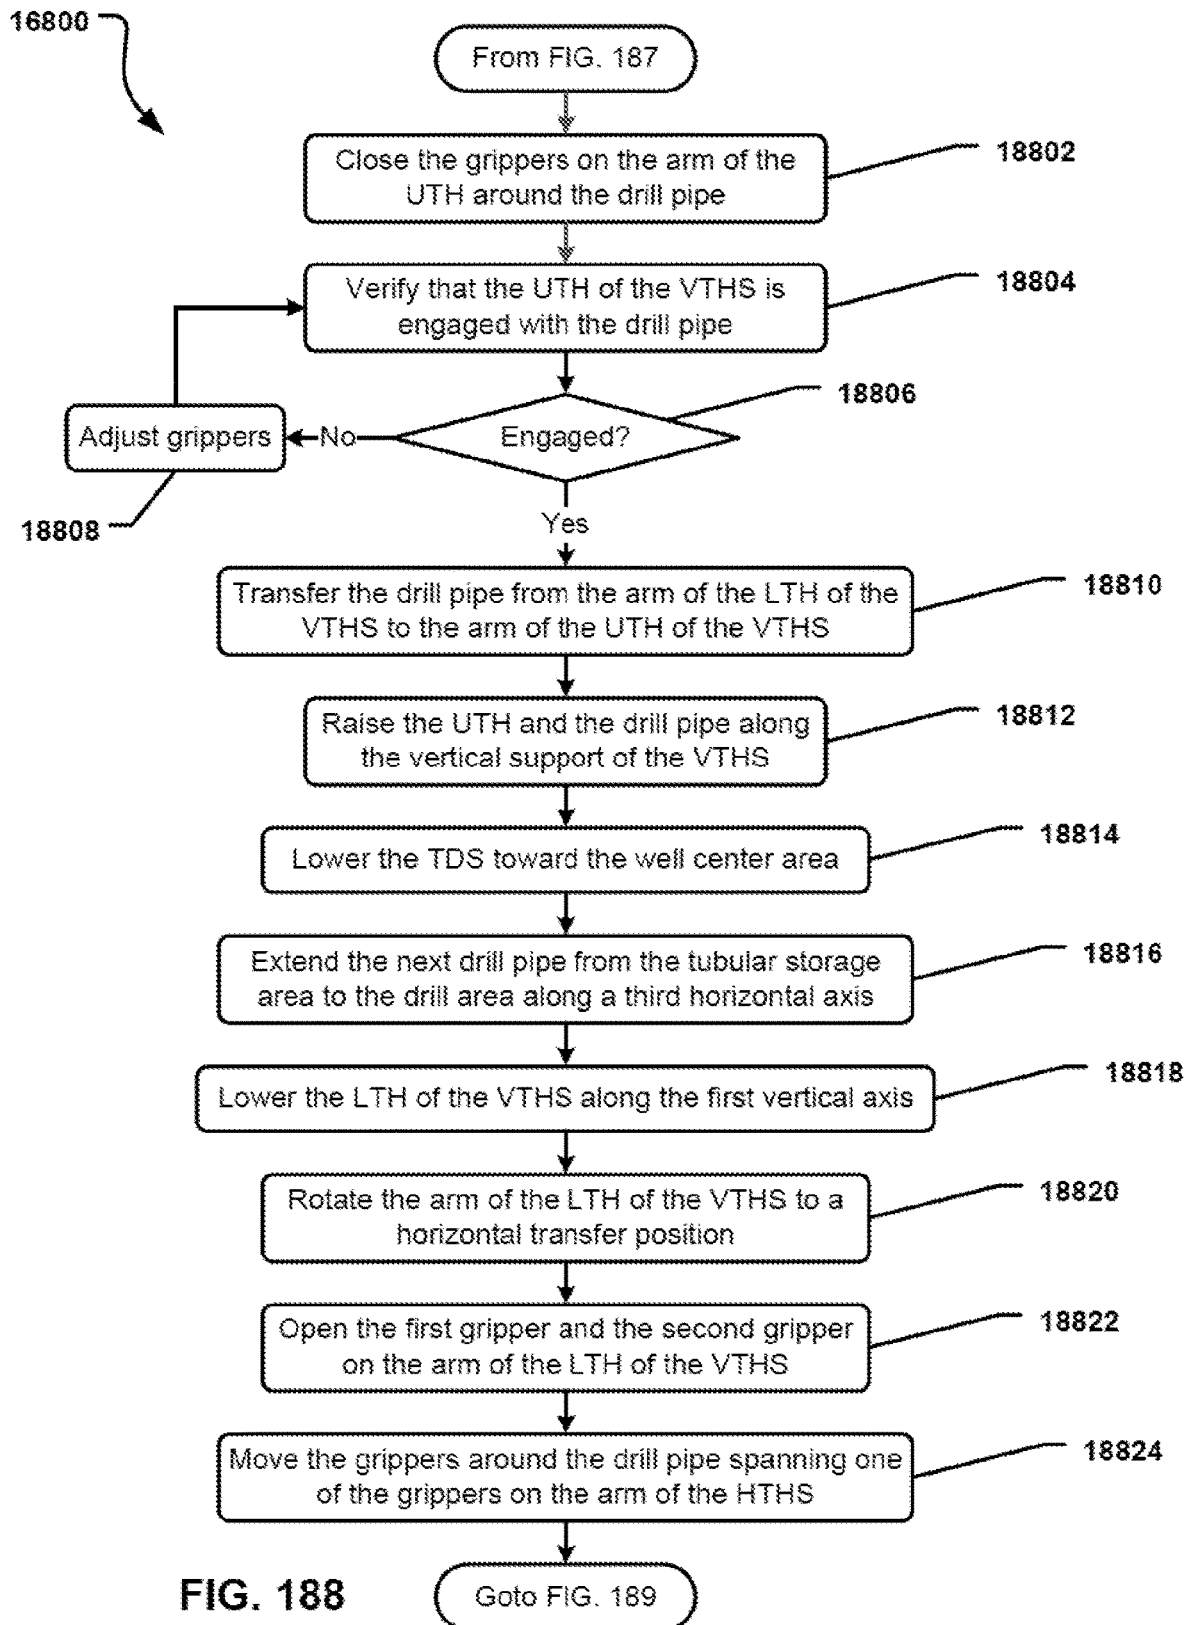 16800
From FIG. 187
Close the grippers on the arm of the
UTH around the drill pipe
18802
Verify that the UTH of the VTHS is
engaged with the drill pipe
18804
Engaged?
18806
No
Adjust grippers
18808
Yes
Transfer the drill pipe from the arm of the LTH of the
VTHS to the arm of the UTH of the VTHS
18810
Raise the UTH and the drill pipe along
the vertical support of the VTHS
18812
Lower the TDS toward the well center area
18814
Extend the next drill pipe from the tubular storage
area to the drill area along a third horizontal axis
18816
Lower the LTH of the VTHS along the first vertical axis
18818
Rotate the arm of the LTH of the VTHS to a
horizontal transfer position
18820
Open the first gripper and the second gripper
on the arm of the LTH of the VTHS
18822
Move the grippers around the drill pipe spanning one
of the grippers on the arm of the HTHS
18824
Goto FIG. 189
FIG. 188